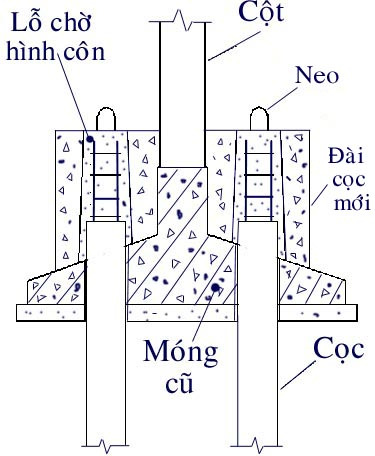 Lỗ chờ
hình côn
Cột
Neo
Đài
cọc
mới
Móng
cũ
Cọc